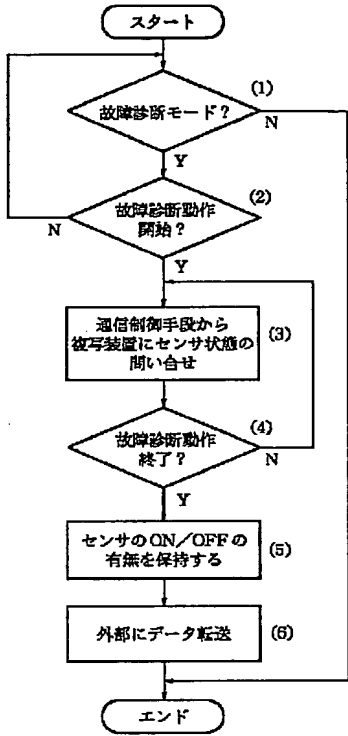 スタート
(1)
故障診断モード？
N
Y
(2)
故障診断動作
開始？
N
Y
通信制御手段から
複写装置にセンサ状態の
問い合せ
(3)
(4)
故障診断動作
終了？
N
Y
センサのON／OFFの
有無を保持する
(5)
外部にデータ転送
(6)
エンド